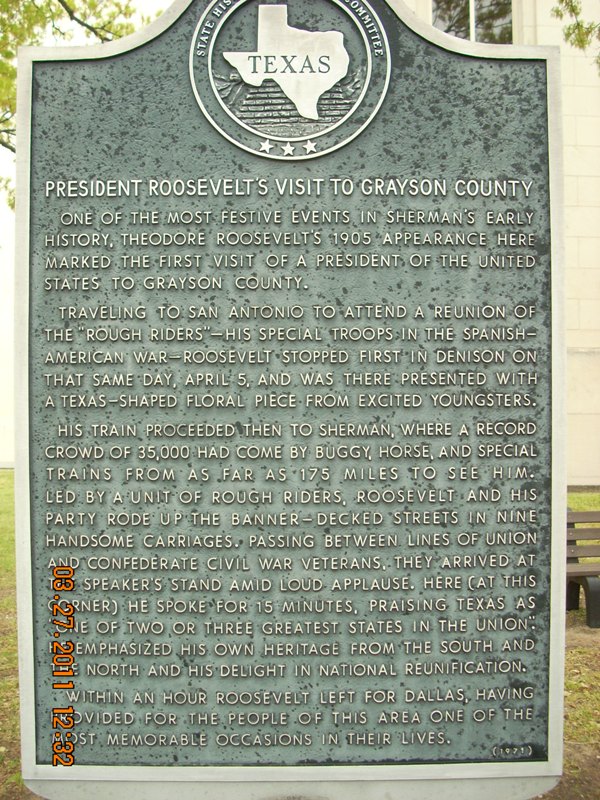 STATE HIS COMMITTEE
TEXAS
PRESIDENT ROOSEVELT'S VISIT TO GRAYSON COUNTY
ONE OF THE MOST FESTIVE EVENTS IN SHERMAN'S EARLY
HISTORY, THEODORE ROOSEVELT'S 1905 APPEARANCE HERE
MARKED THE FIRST VISIT OF A PRESIDENT OF THE UNITED
STATES TO GRAYSON COUNTY.
TRAVELING TO SAN ANTONIO TO ATTEND A REUNION OF
THE "ROUGH RIDERS"—HIS SPECIAL TROOPS IN THE SPANISH-
AMERICAN WAR—ROOSEVELT STOPPED FIRST IN DENISON ON
THAT SAME DAY, APRIL 5, AND WAS THERE PRESENTED WITH
A TEXAS-SHAPED FLORAL PIECE FROM EXCITED YOUNGSTERS.
HIS TRAIN PROCEEDED THEN TO SHERMAN, WHERE A RECORD
CROWD OF 35,000 HAD COME BY BUGGY, HORSE, AND SPECIAL
TRAINS FROM AS FAR AS 175 MILES TO SEE HIM.
LED BY A UNIT OF ROUGH RIDERS, ROOSEVELT AND HIS
PARTY RODE UP THE BANNER-DECKED STREETS IN NINE
HANDSOME CARRIAGES. PASSING BETWEEN LINES OF UNION
AND CONFEDERATE CIVIL WAR VETERANS, THEY ARRIVED AT
SPEAKER'S STAND AMID LOUD APPLAUSE. HERE (AT THIS
NER) HE SPOKE FOR 15 MINUTES, PRAISING TEXAS AS
E OF TWO OR THREE GREATEST STATES IN THE UNION"
EMPHASIZED HIS OWN HERITAGE FROM THE SOUTH AND
NORTH AND HIS DELIGHT IN NATIONAL REUNIFICATION.
WITHIN AN HOUR ROOSEVELT LEFT FOR DALLAS, HAVING
OVIDED FOR THE PEOPLE OF THIS AREA ONE OF THE
MOST MEMORABLE OCCASIONS IN THEIR LIVES.
(1971)
03.27.2011 12:32